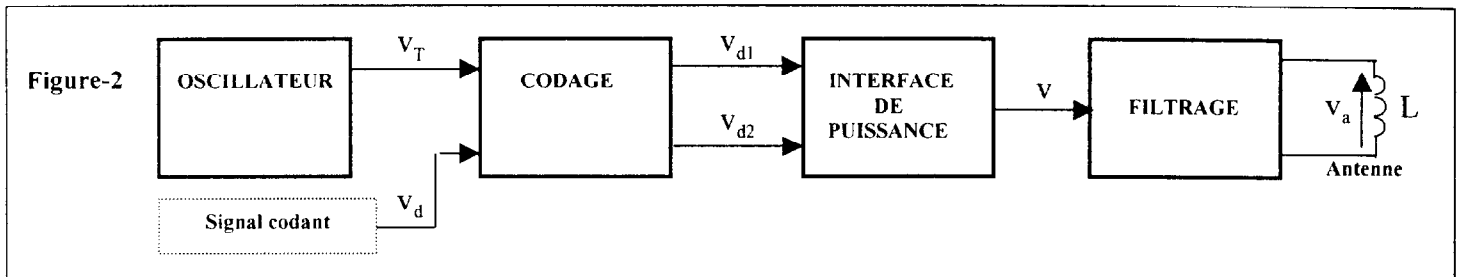 Figure-2
OSCILLATEUR
V_T
CODAGE
V_d1
V_d2
INTERFACE
DE
PUISSANCE
V
FILTRAGE
V_a
L
Antenne
Signal codant
V_d